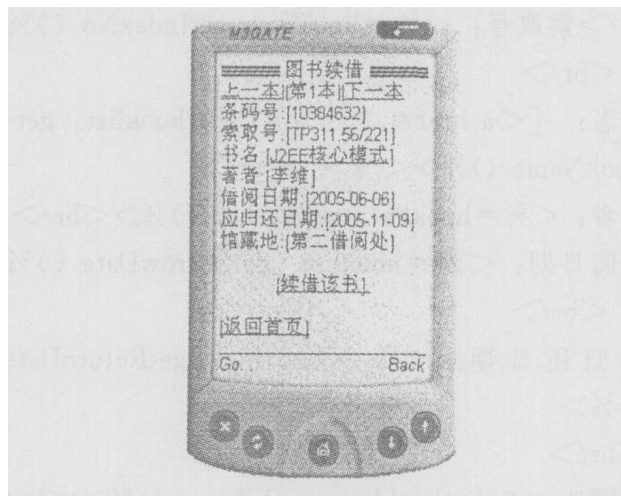 M3GATE
图书续借
上一本|[第1本]|下一本
条码号:[10384632]
索取号:[TP311.56/221]
书名:[J2EE核心模式]
著者:[李维]
借阅日期:[2005-06-06]
应归还日期:[2005-11-09]
馆藏地:[第二借阅处]
[续借该书]
[返回首页]
Go
Back